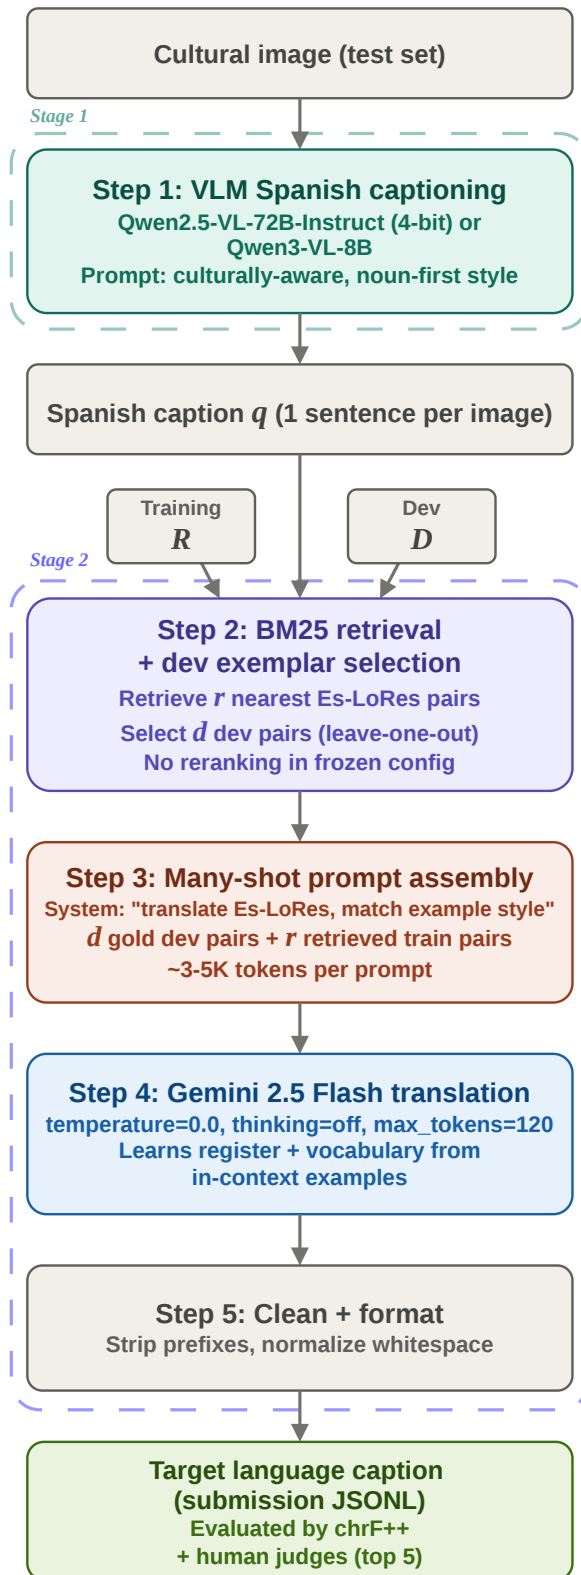 Cultural image (test set)
Stage 1
Step 1: VLM Spanish captioning
Qwen2.5-VL-72B-Instruct (4-bit) or
Qwen3-VL-8B
Prompt: culturally-aware, noun-first style
Spanish caption q (1 sentence per image)
Training
R
Dev
D
Stage 2
Step 2: BM25 retrieval
+ dev exemplar selection
Retrieve r nearest Es-LoRes pairs
Select d dev pairs (leave-one-out)
No reranking in frozen config
Step 3: Many-shot prompt assembly
System: "translate Es-LoRes, match example style"
d gold dev pairs + r retrieved train pairs
~3-5K tokens per prompt
Step 4: Gemini 2.5 Flash translation
temperature=0.0, thinking=off, max_tokens=120
Learns register + vocabulary from
in-context examples
Step 5: Clean + format
Strip prefixes, normalize whitespace
Target language caption
(submission JSONL)
Evaluated by chrF++
+ human judges (top 5)